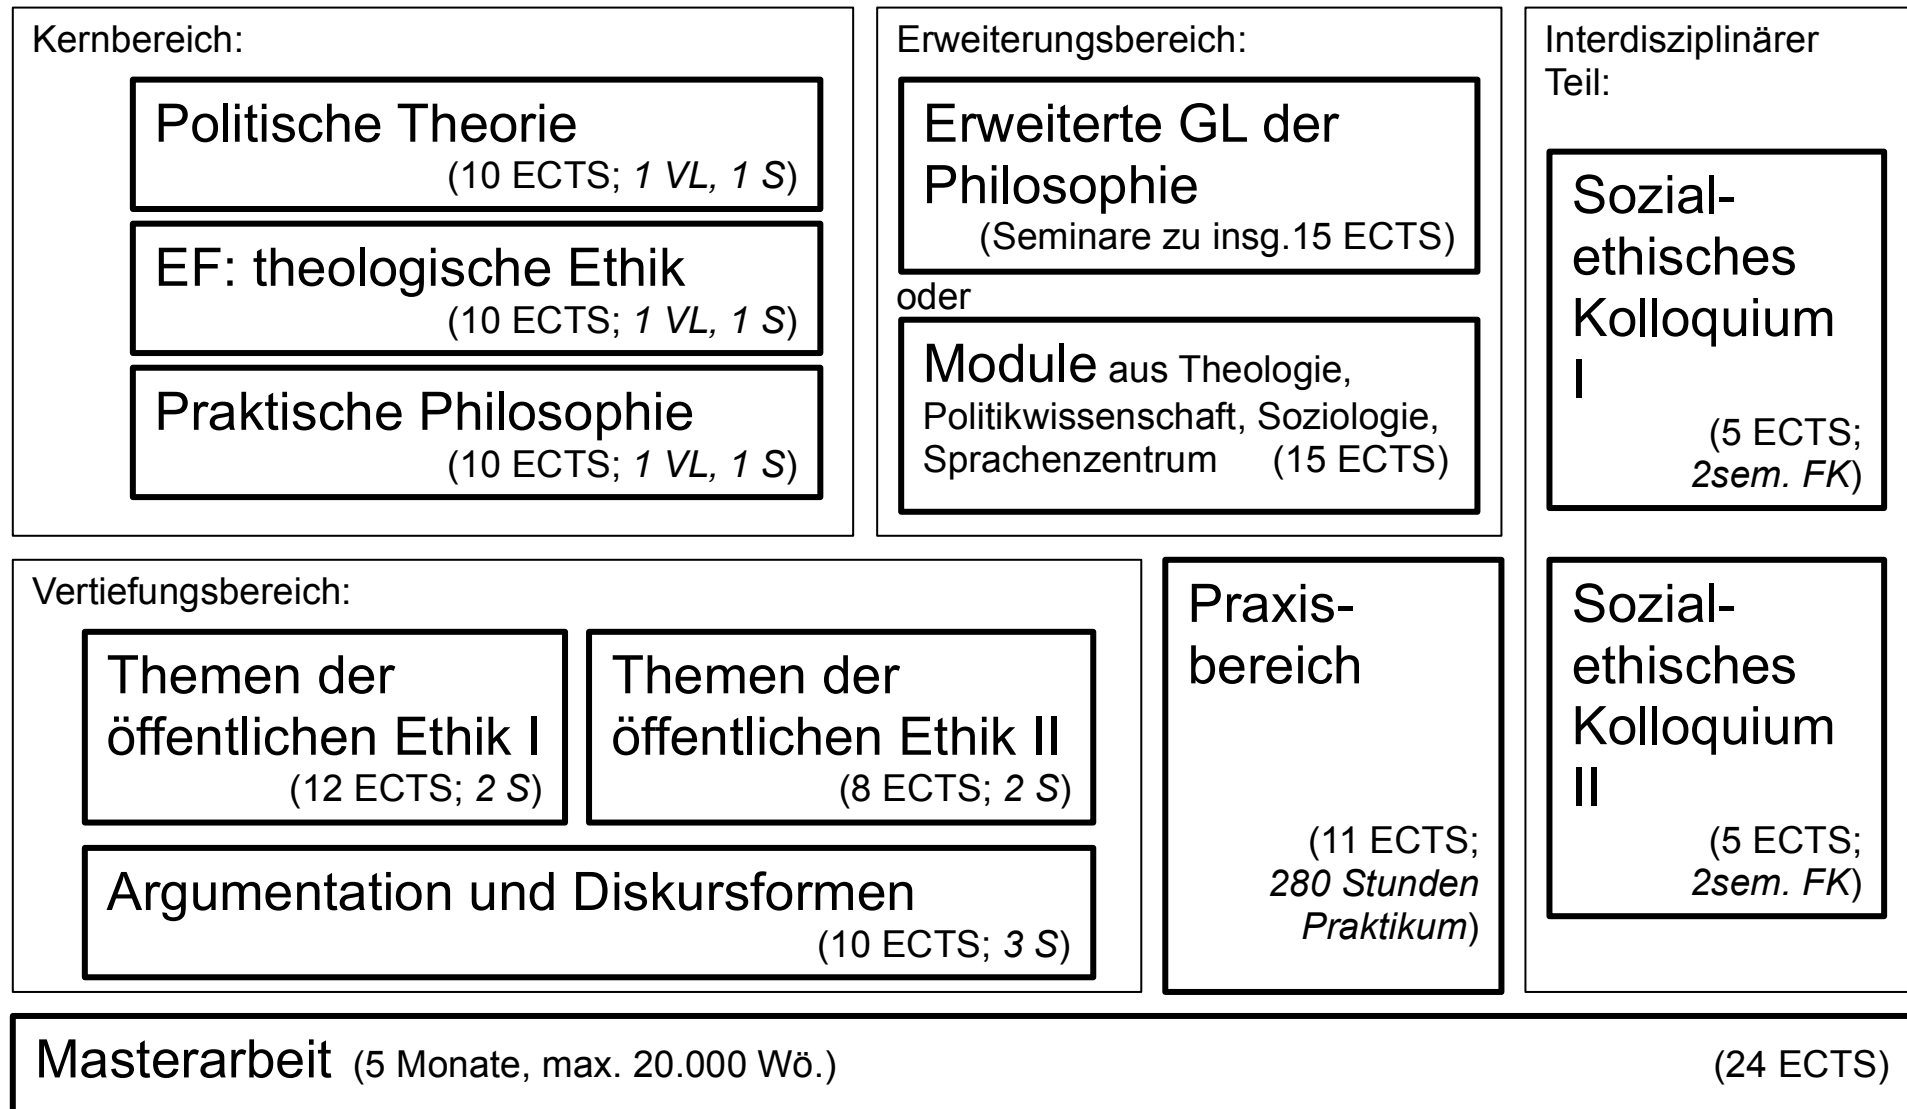 Kernbereich:
Politische Theorie
(10 ECTS; 1 VL, 1 S)
EF: theologische Ethik
(10 ECTS; 1 VL, 1 S)
Praktische Philosophie
(10 ECTS; 1 VL, 1 S)
Erweiterungsbereich:
Erweiterte GL der
Philosophie
(Seminare zu insg.15 ECTS)
oder
Module aus Theologie,
Politikwissenschaft, Soziologie,
Sprachenzentrum (15 ECTS)
Interdisziplinärer
Teil:
Sozial-
ethisches
Kolloquium
I
(5 ECTS;
2sem. FK)
Vertiefungsbereich:
Themen der
öffentlichen Ethik I
(12 ECTS; 2 S)
Themen der
öffentlichen Ethik II
(8 ECTS; 2 S)
Argumentation und Diskursformen
(10 ECTS; 3 S)
Praxis-
bereich
(11 ECTS;
280 Stunden
Praktikum)
Sozial-
ethisches
Kolloquium
II
(5 ECTS;
2sem. FK)
Masterarbeit (5 Monate, max. 20.000 Wö.) (24 ECTS)